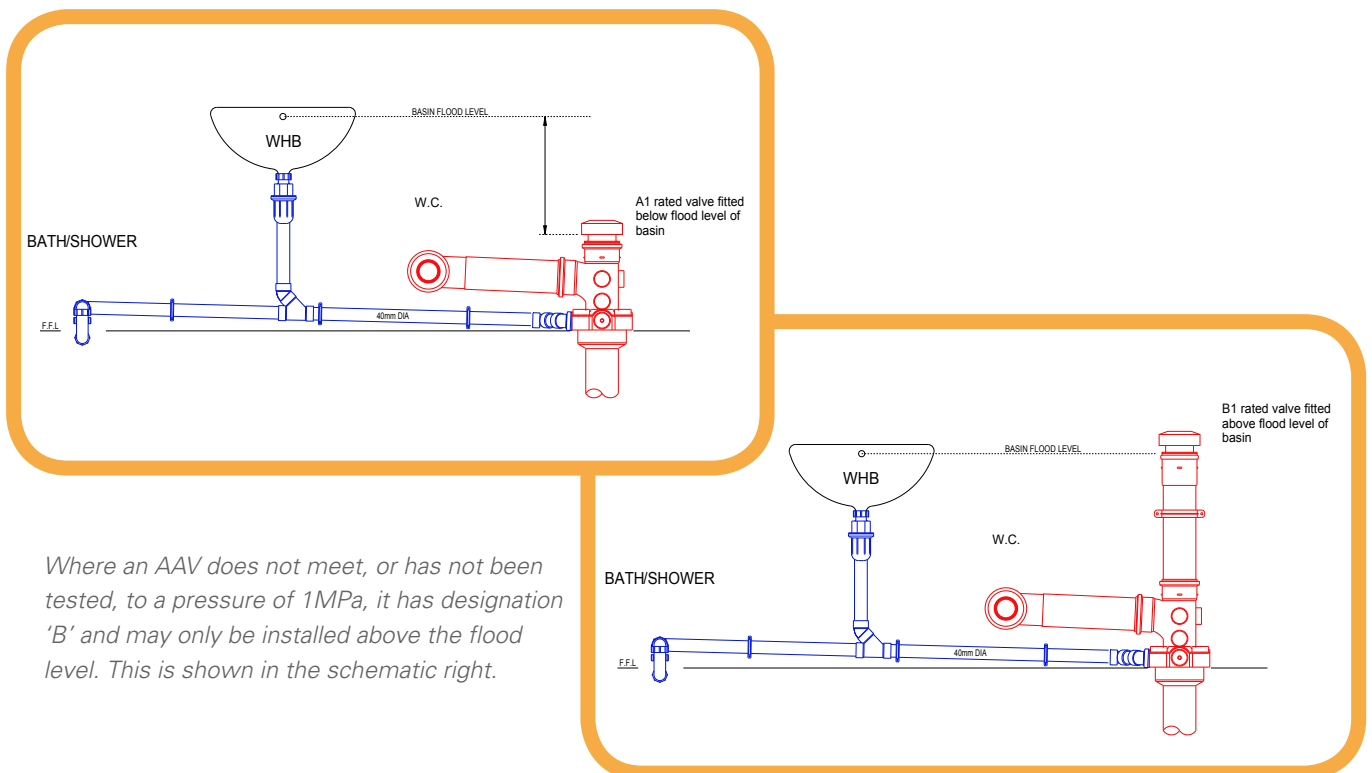 BASIN FLOOD LEVEL
WHB
W.C.
A1 rated valve fitted
below flood level of
basin
BATH/SHOWER
40mm DIA
F.F.L
B1 rated valve fitted
above flood level of
basin
BASIN FLOOD LEVEL
WHB
W.C.
BATH/SHOWER
40mm DIA
F.F.L
Where an AAV does not meet, or has not been
tested, to a pressure of 1MPa, it has designation
‘B’ and may only be installed above the flood
level. This is shown in the schematic right.